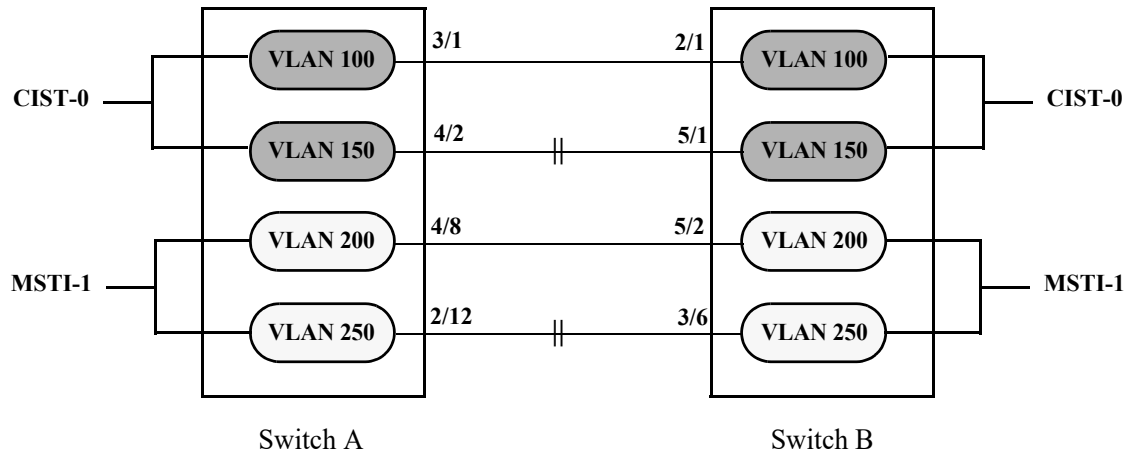 3/1 2/1
VLAN 100 VLAN 100
CIST-0 CIST-0
4/2 5/1
VLAN 150 VLAN 150
4/8 5/2
VLAN 200 VLAN 200
MSTI-1 MSTI-1
2/12 3/6
VLAN 250 VLAN 250
Switch A Switch B